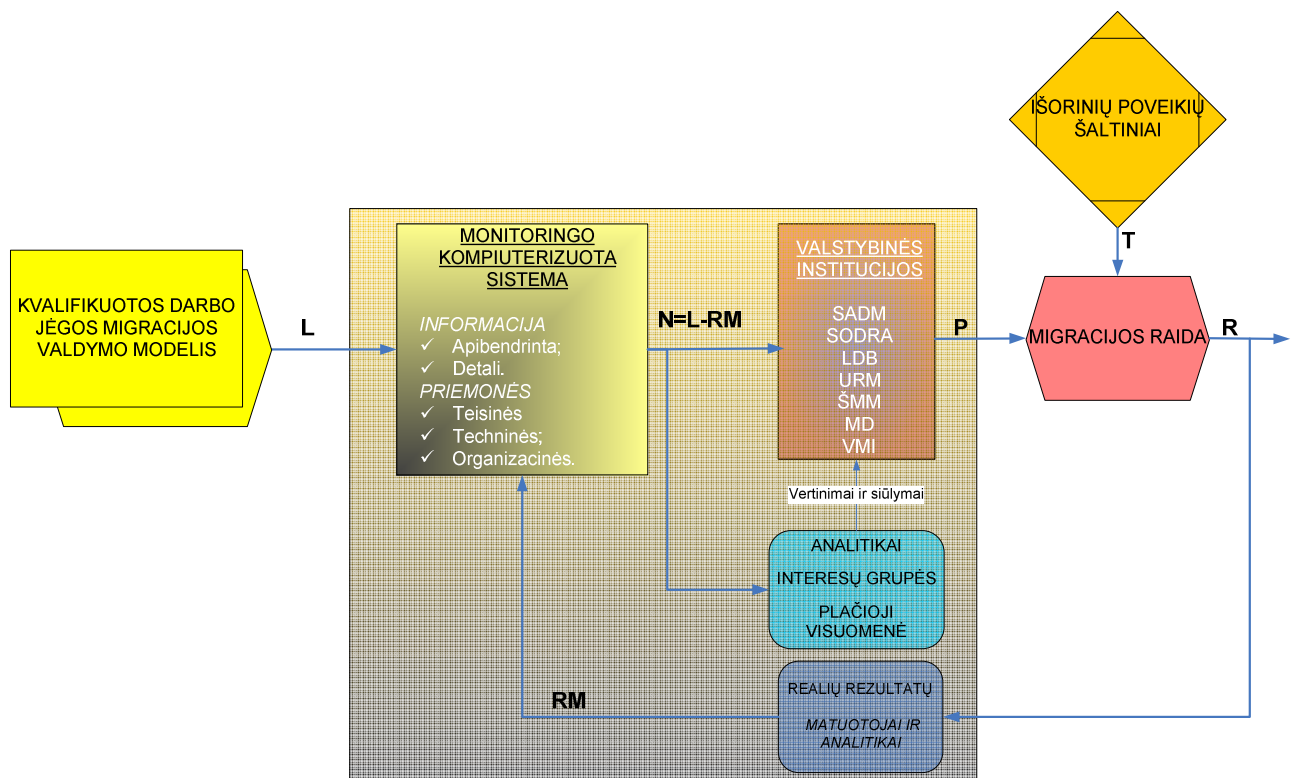 IŠORINIŲ POVEIKIŲ
ŠALTINIAI
T
KVALIFIKUOTOS DARBO
JĖGOS MIGRACIJOS
VALDYMO MODELIS
L
MONITORINGO
KOMPIUTERIZUOTA
SISTEMA
INFORMACIJA
✓ Apibendrinta;
✓ Detali.
PRIEMONĖS
✓ Teisinės
✓ Techninės;
✓ Organizacinės.
N=L-RM
VALSTYBINĖS
INSTITUCIJOS
SADM
SODRA
LDB
URM
ŠMM
MD
VMI
P
MIGRACIJOS RAIDA
R
Vertinimai ir siūlymai
ANALITIKAI
INTERESŲ GRUPĖS
PLAČIOJI
VISUOMENĖ
REALIŲ REZULTATŲ
MATUOTOJAI IR
ANALITIKAI
RM